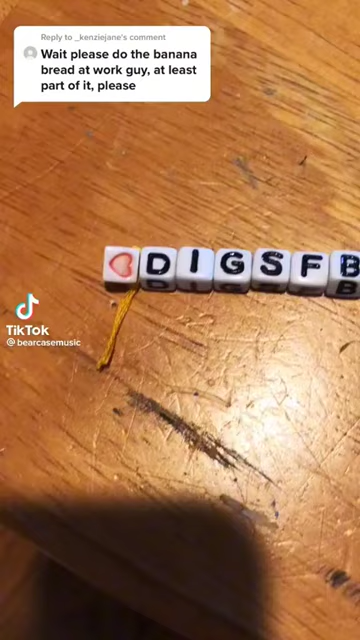 Reply to _kenziejane's comment
Wait please do the banana
bread at work guy, at least
part of it, please
DIGSFB
TikTok
@bearcasemusic